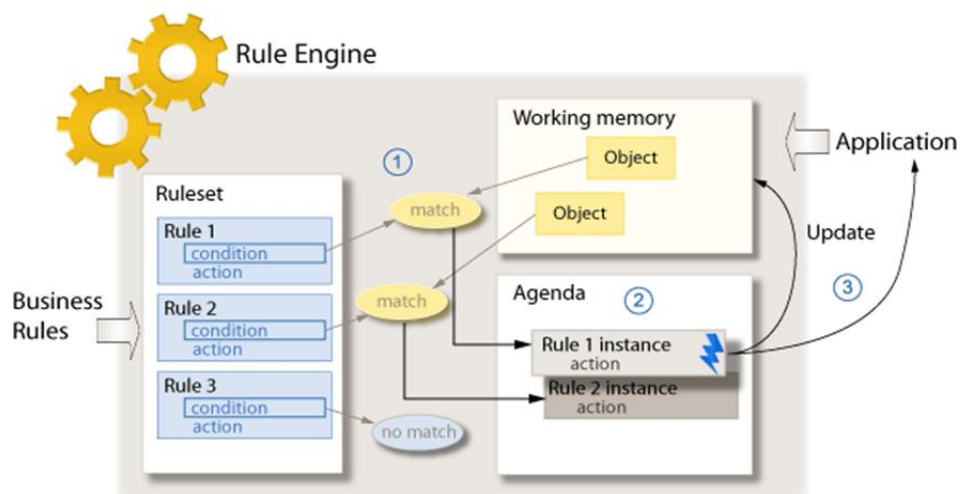 Rule Engine
Working memory
Application
1
Object
Ruleset
match
Object
Rule 1
condition
action
Update
Agenda
2
3
Business
Rules
Rule 2
condition
action
match
Rule 1 instance
action
Rule 2 instance
action
Rule 3
condition
action
no match